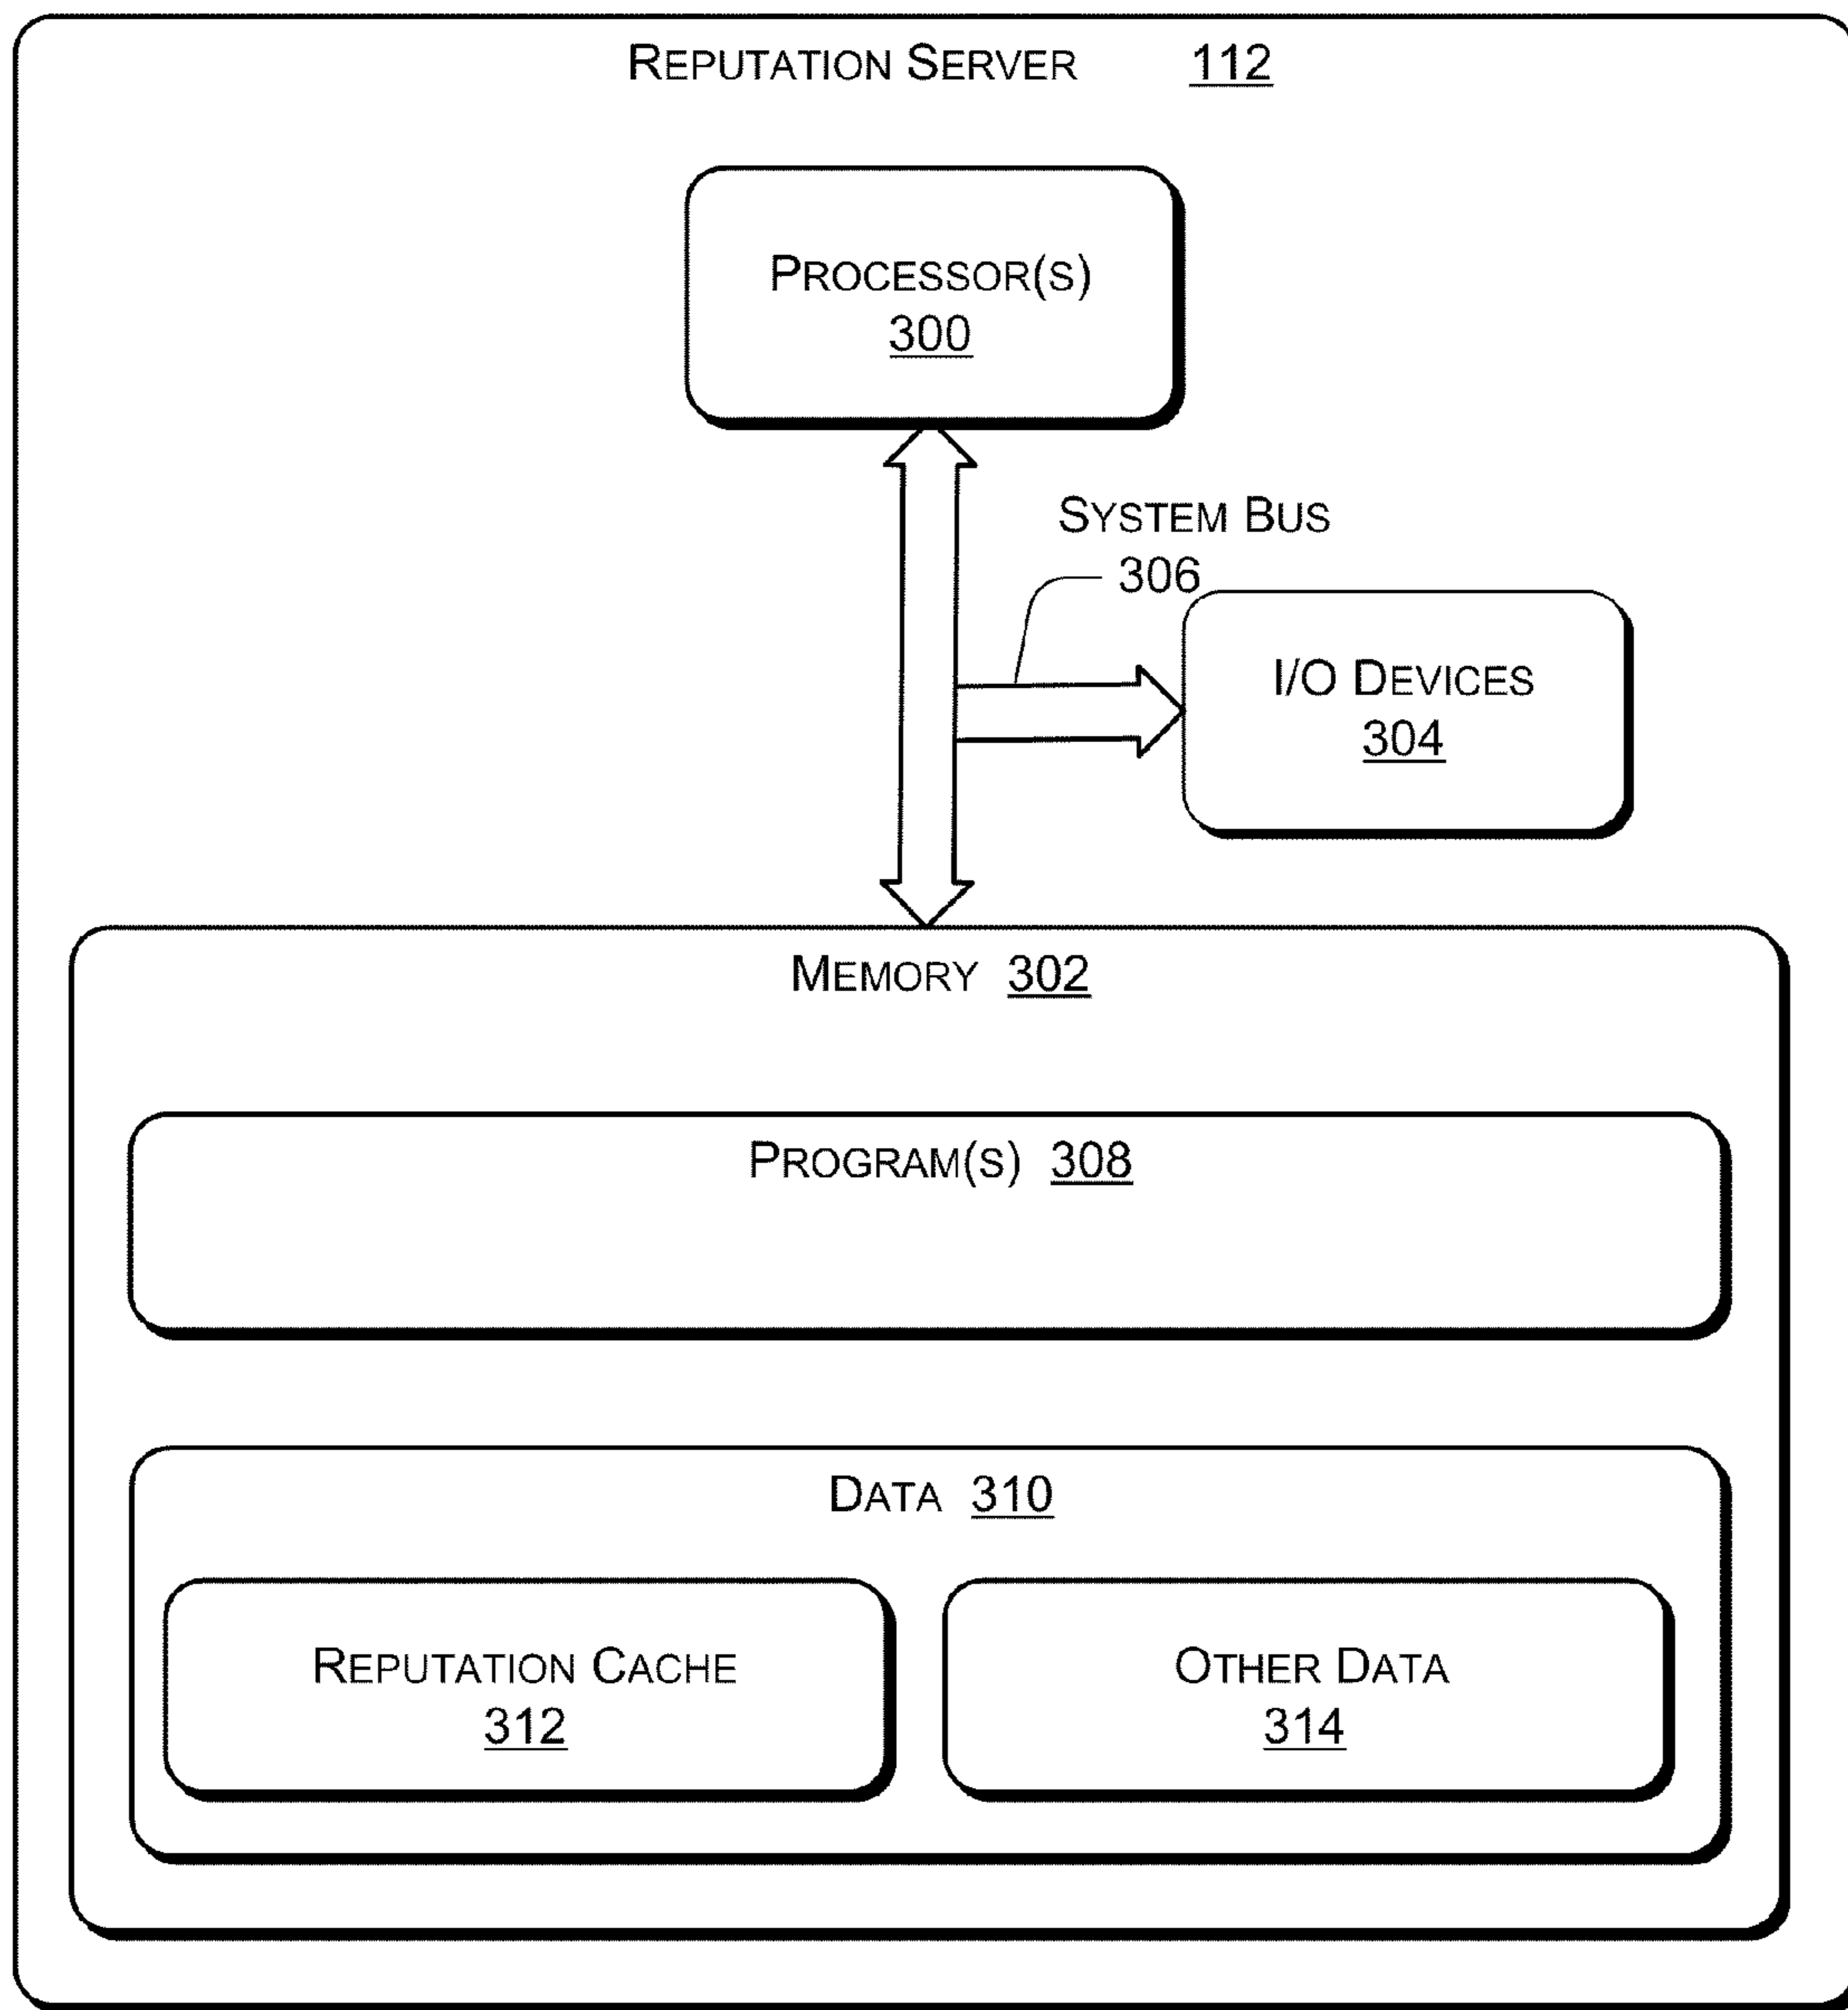 REPUTATION SERVER 112
PROCESSOR(S)
300
SYSTEM BUS
306
I/O DEVICES
304
MEMORY 302
PROGRAM(S) 308
DATA 310
REPUTATION CACHE
312
OTHER DATA
314